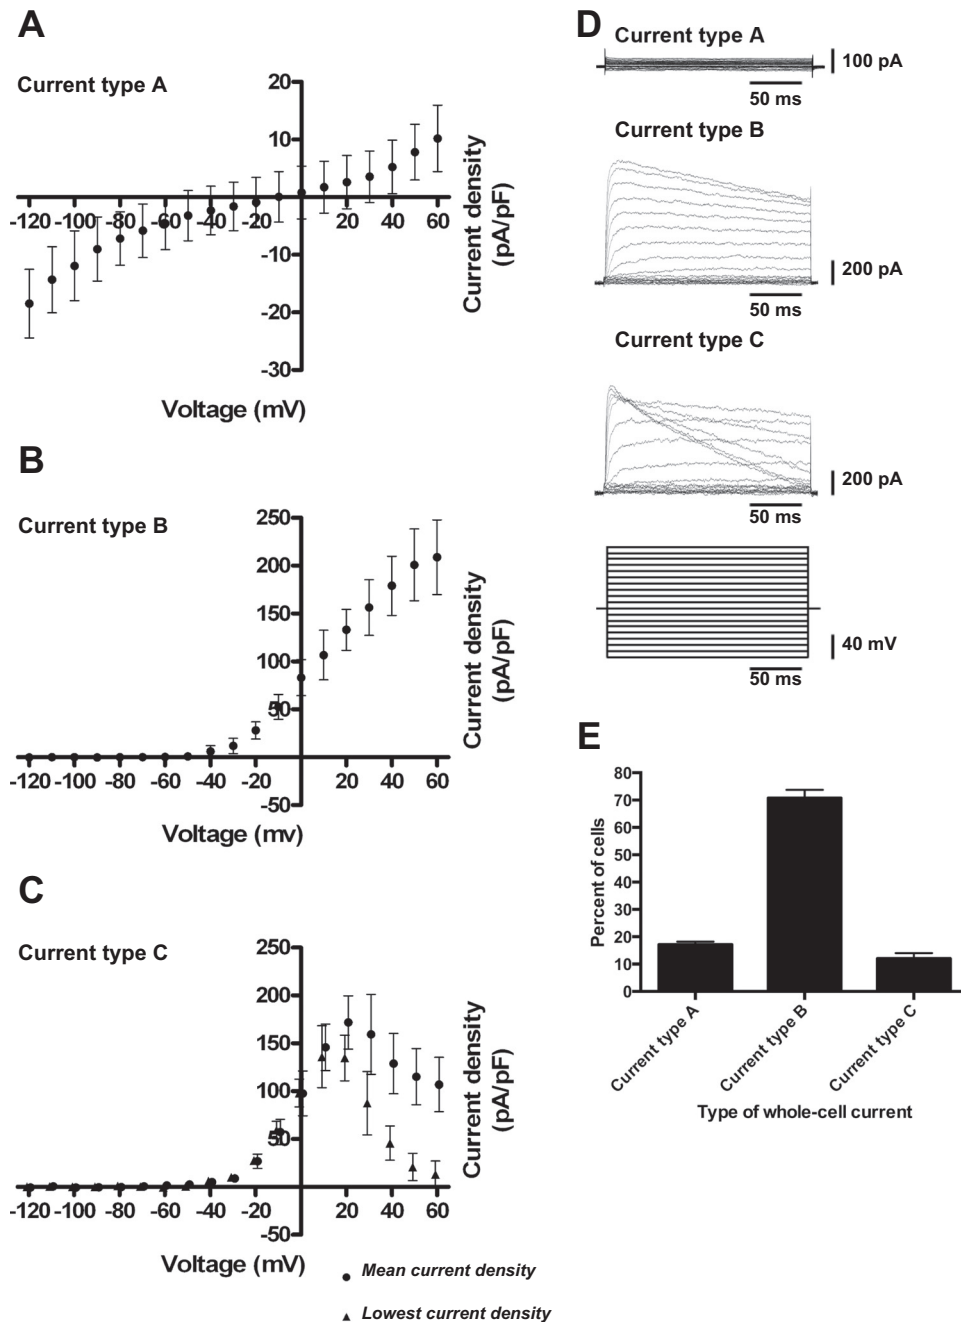 A
Current type A
20
10
-120 -100 -80 -60 -40 -20 20 40 60
-10
-20
-30
Current density
(pA/pF)
Voltage (mV)
B
Current type B
250
200
150
100
50
-120 -100 -80 -60 -40 -20 20 40 60
-50
Current density
(pA/pF)
Voltage (mv)
C
Current type C
250
200
150
100
50
-120 -100 -80 -60 -40 -20 20 40 60
-50
Current density
(pA/pF)
Voltage (mV)
Mean current density
Lowest current density
D
Current type A
100 pA
50 ms
Current type B
200 pA
50 ms
Current type C
200 pA
50 ms
40 mV
50 ms
E
80
70
60
50
40
30
20
10
0
Percent of cells
Current type A
Current type B
Current type C
Type of whole-cell current